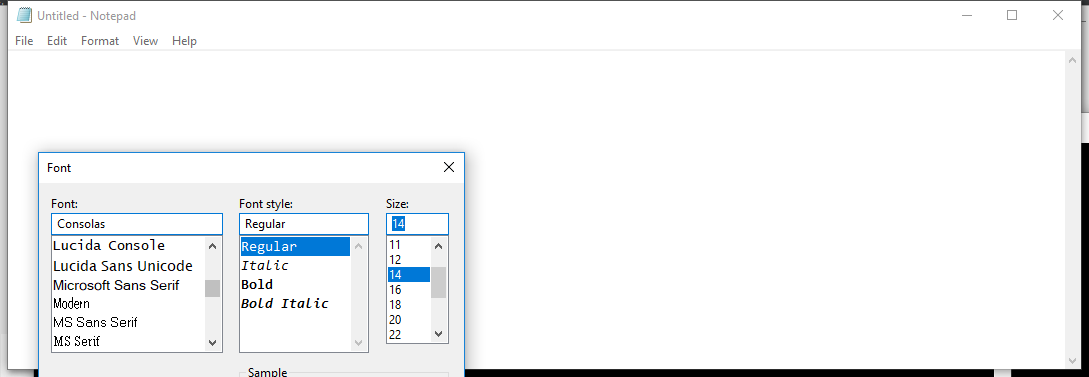 Untitled - Notepad
File Edit Format View Help
Font
Font: Font style: Size:
Consolas Regular 14
Lucida Console Regular 11
Lucida Sans Unicode Italic 12
Microsoft Sans Serif Bold 14
Modern Bold Italic 16
MS Sans Serif 18
MS Serif 20
22
Sample